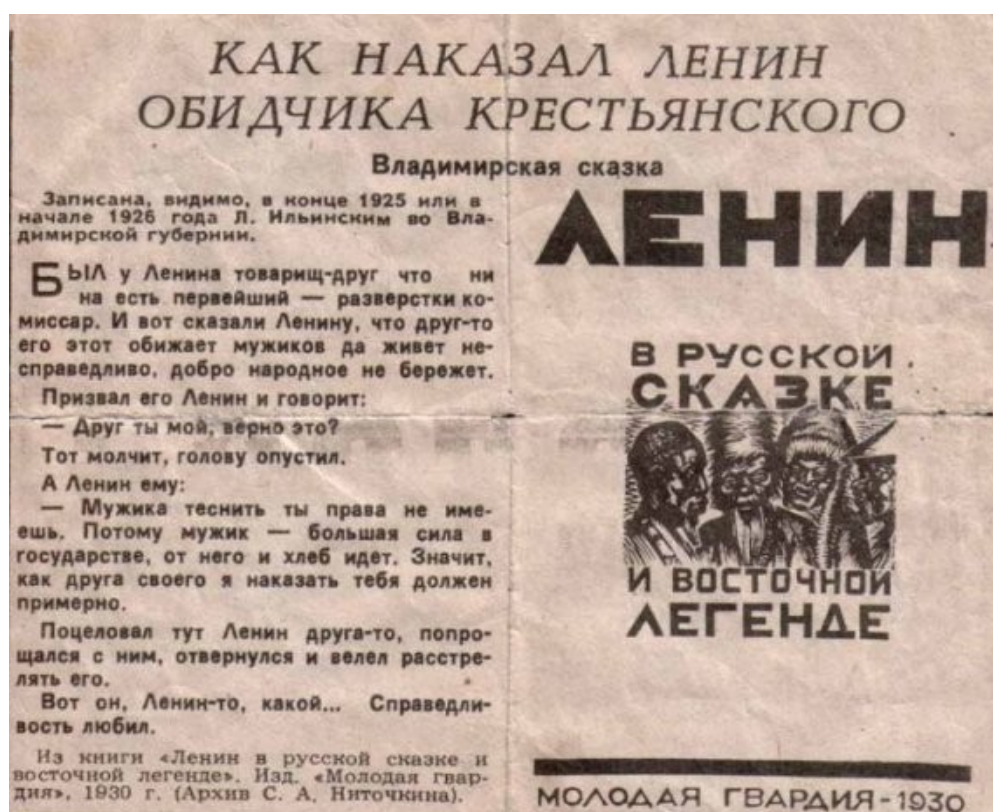 КАК НАКАЗАЛ ЛЕНИН
ОБИДЧИКА КРЕСТЬЯНСКОГО
Владимирская сказка
Записана, видимо, в конце 1925 или в
начале 1926 года Л. Ильинским во Вла-
димирской губернии.
БЫЛ у Ленина товарищ-друг что ни
на есть первейший — разверстки ко-
миссар. И вот сказали Ленину, что друг-то
его этот обижает мужиков да живет не-
справедливо, добро народное не бережет.
Призвал его Ленин и говорит:
— Друг ты мой, верно это?
Тот молчит, голову опустил.
А Ленин ему:
— Мужика теснить ты права не име-
ешь. Потому мужик — большая сила в
государстве, от него и хлеб идет. Значит,
как друга своего я наказать тебя должен
примерно.
Поцеловал тут Ленин друга-то, попро-
щался с ним, отвернулся и велел расстре-
лять его.
Вот он, Ленин-то, какой... Справедли-
вость любил.
Из книги «Ленин в русской сказке и
восточной легенде». Изд. «Молодая гвар-
дия», 1930 г. (Архив С. А. Ниточкина).
ЛЕНИН
В РУССКОЙ
СКАЗКЕ
И ВОСТОЧНОЙ
ЛЕГЕНДЕ
МОЛОДАЯ ГВАРДИЯ-1930